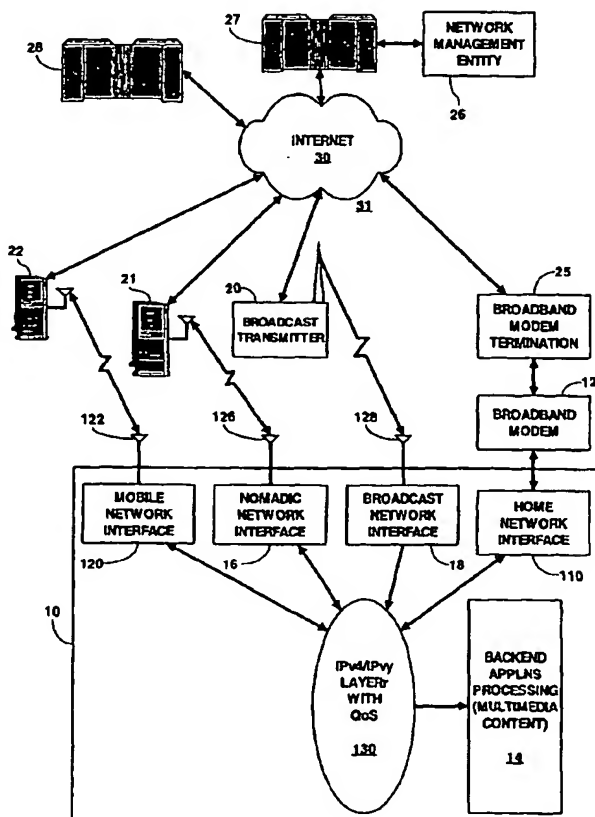 28
27
NETWORK
MANAGEMENT
ENTITY
26
INTERNET
30
31
22
21
20
BROADCAST
TRANSMITTER
25
BROADBAND
MODEM
TERMINATION
12
BROADBAND
MODEM
122
126
128
MOBILE
NETWORK
INTERFACE
NOMADIC
NETWORK
INTERFACE
BROADCAST
NETWORK
INTERFACE
HOME
NETWORK
INTERFACE
120
16
18
110
10
IPv4/IPvy
LAYERr
WITH
QoS
130
BACKEND
APPLNS
PROCESSING
(MULTIMEDIA
CONTENT)
14